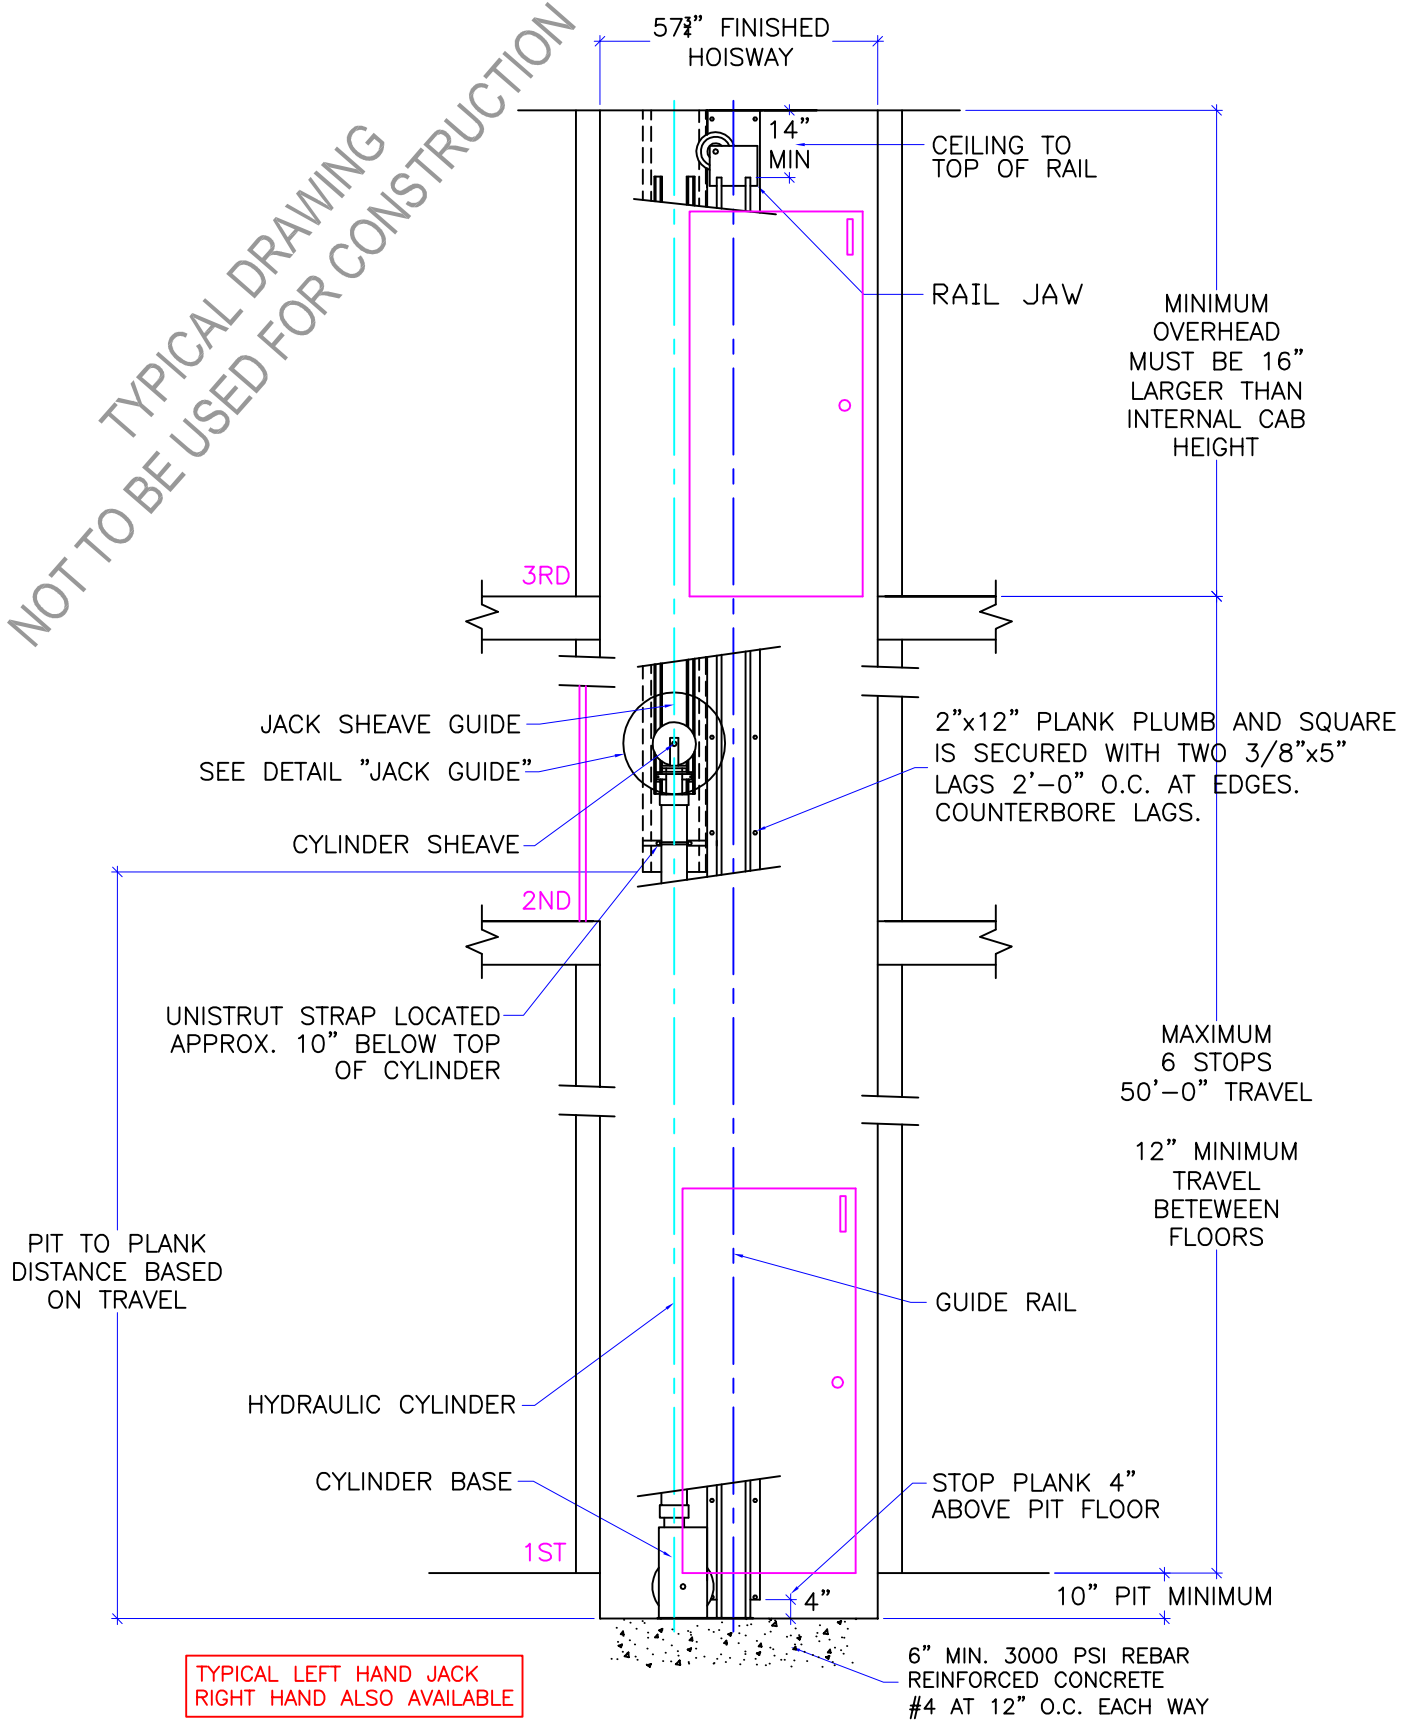 57¾” FINISHED
HOISWAY
TYPICAL DRAWING
NOT TO BE USED FOR CONSTRUCTION
14”
MIN
CEILING TO
TOP OF RAIL
RAIL JAW
MINIMUM
OVERHEAD
MUST BE 16”
LARGER THAN
INTERNAL CAB
HEIGHT
3RD
JACK SHEAVE GUIDE
SEE DETAIL ”JACK GUIDE”
CYLINDER SHEAVE
2”x12” PLANK PLUMB AND SQUARE
IS SECURED WITH TWO 3/8”x5”
LAGS 2’-0” O.C. AT EDGES.
COUNTERBORE LAGS.
2ND
UNISTRUT STRAP LOCATED
APPROX. 10” BELOW TOP
OF CYLINDER
MAXIMUM
6 STOPS
50’-0” TRAVEL
12” MINIMUM
TRAVEL
BETEWEEN
FLOORS
PIT TO PLANK
DISTANCE BASED
ON TRAVEL
GUIDE RAIL
HYDRAULIC CYLINDER
CYLINDER BASE
STOP PLANK 4”
ABOVE PIT FLOOR
1ST
4”
10” PIT MINIMUM
6” MIN. 3000 PSI REBAR
REINFORCED CONCRETE
#4 AT 12” O.C. EACH WAY
TYPICAL LEFT HAND JACK
RIGHT HAND ALSO AVAILABLE